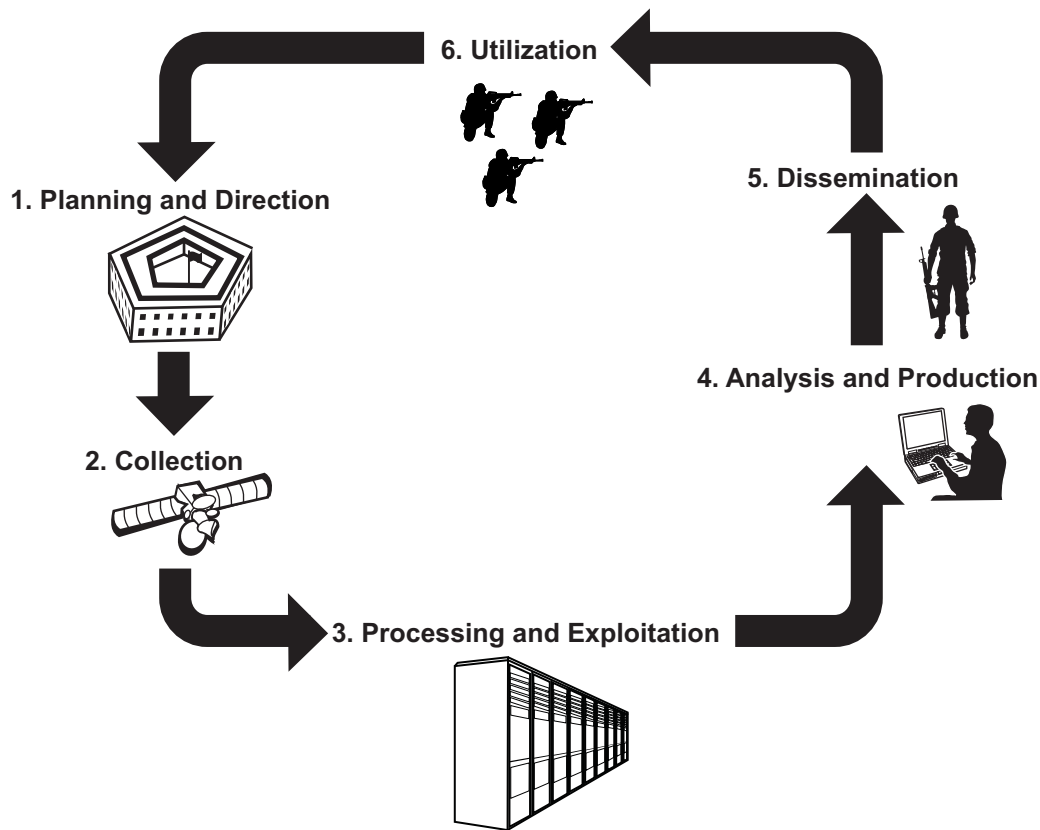 6. Utilization
1. Planning and Direction
5. Dissemination
4. Analysis and Production
2. Collection
3. Processing and Exploitation